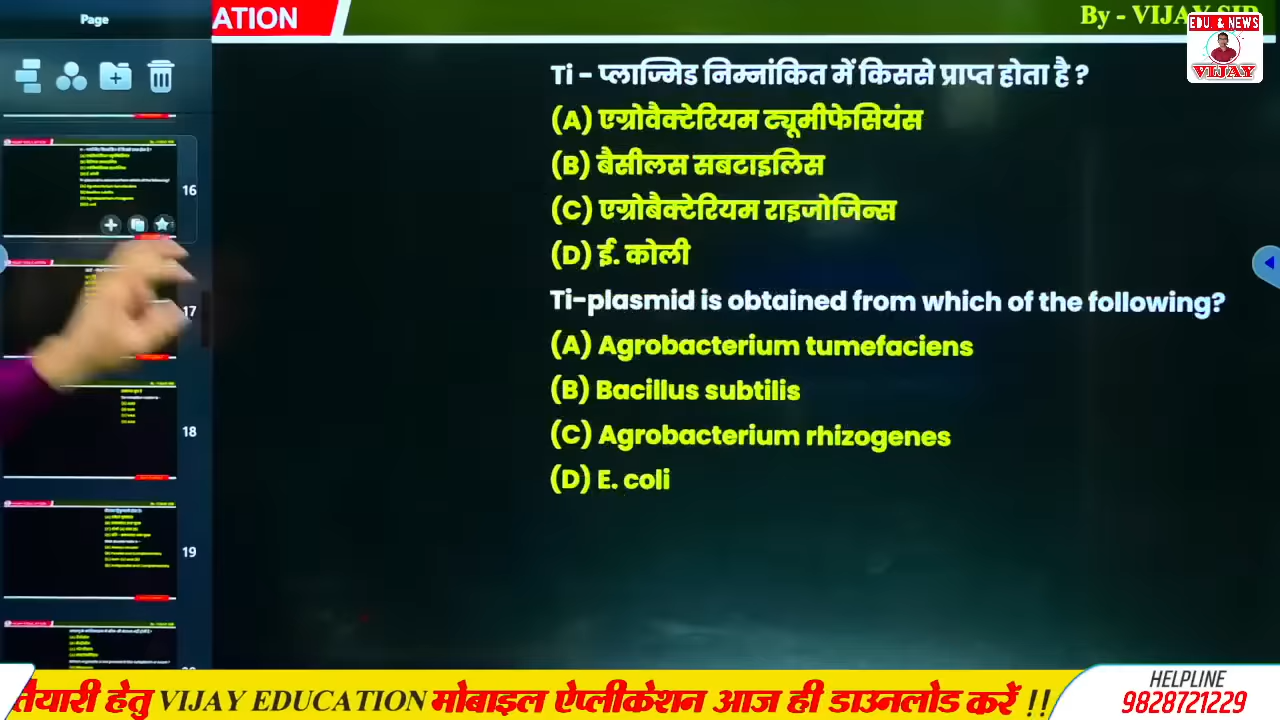 Page
ATION
By - VIJAY SIR
EDU. & NEWS
VIJAY
Ti - प्लाज्मिड निम्नांकित में किससे प्राप्त होता है ?
(A) एग्रोवैक्टेरियम ट्यूमीफेसियंस
(B) बैसीलस सबटाइलिस
(C) एग्रोबैक्टेरियम राइजोजिन्स
(D) ई. कोली
Ti-plasmid is obtained from which of the following?
(A) Agrobacterium tumefaciens
(B) Bacillus subtilis
(C) Agrobacterium rhizogenes
(D) E. coli
16
17
18
19
तैयारी हेतु VIJAY EDUCATION मोबाइल ऐप्लीकेशन आज ही डाउनलोड करें !!
HELPLINE
9828721229